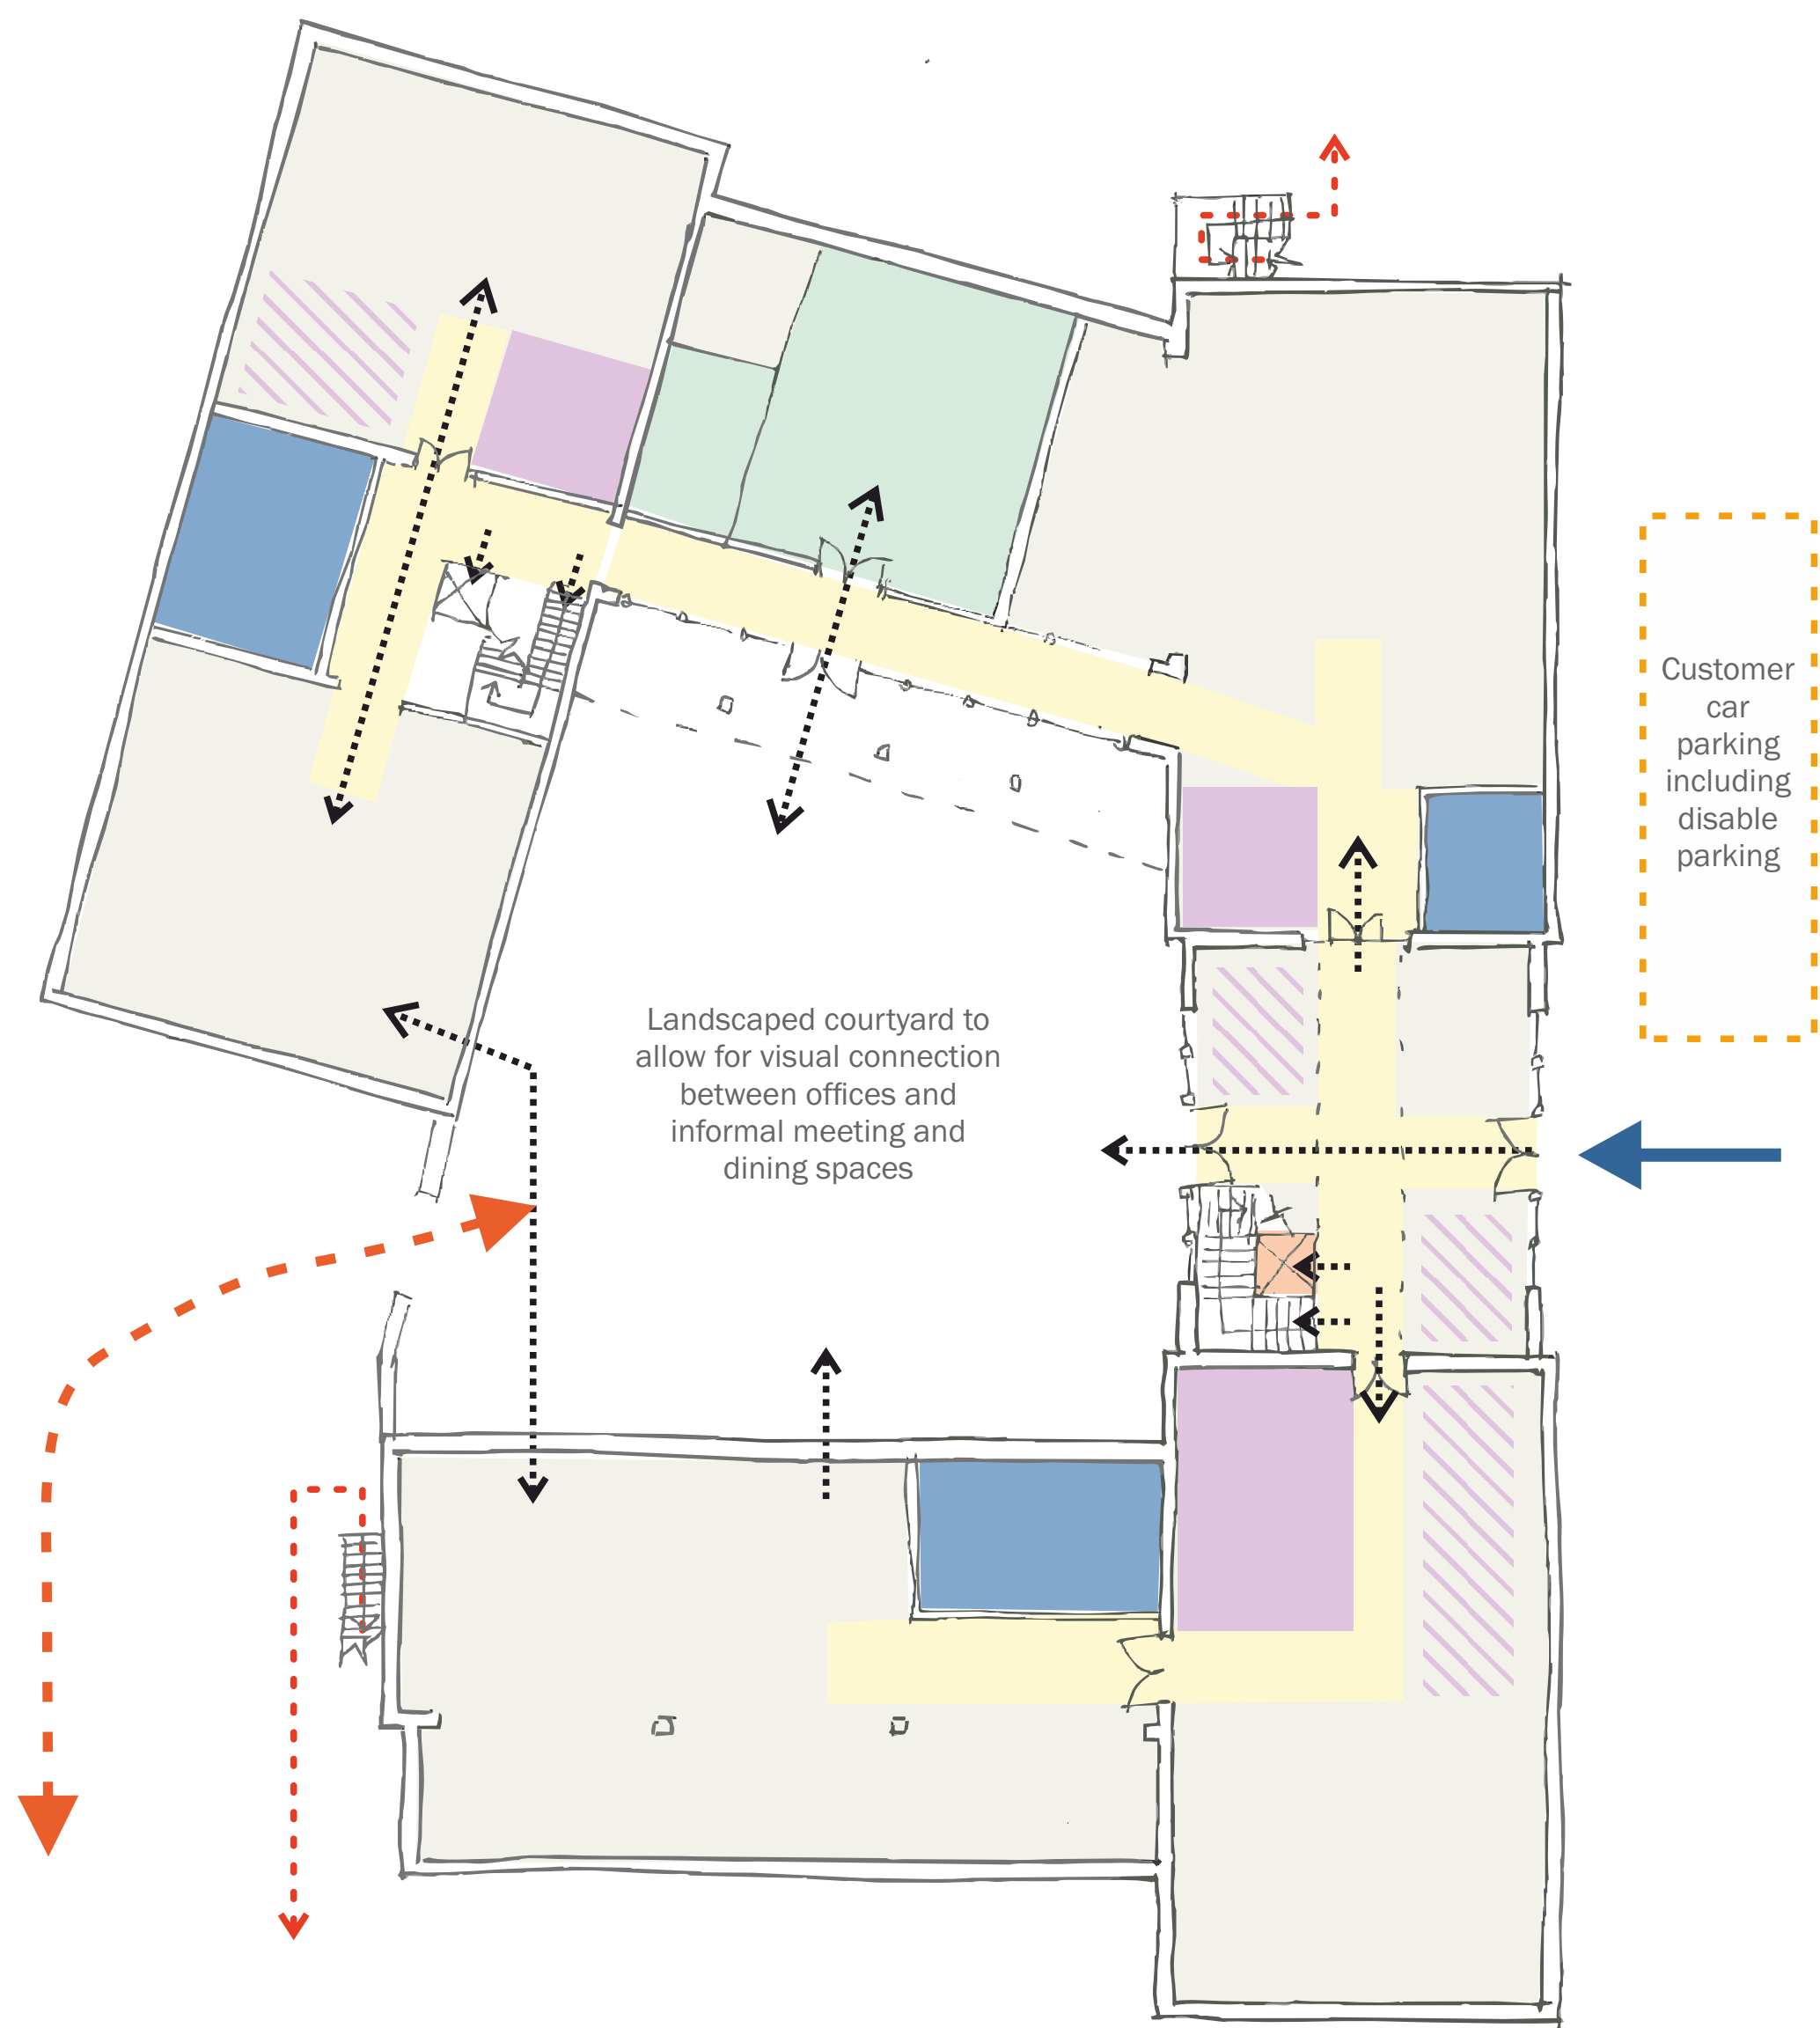 Customer
car
parking
including
disable
parking
Landscaped courtyard to
allow for visual connection
between offices and
informal meeting and
dining spaces